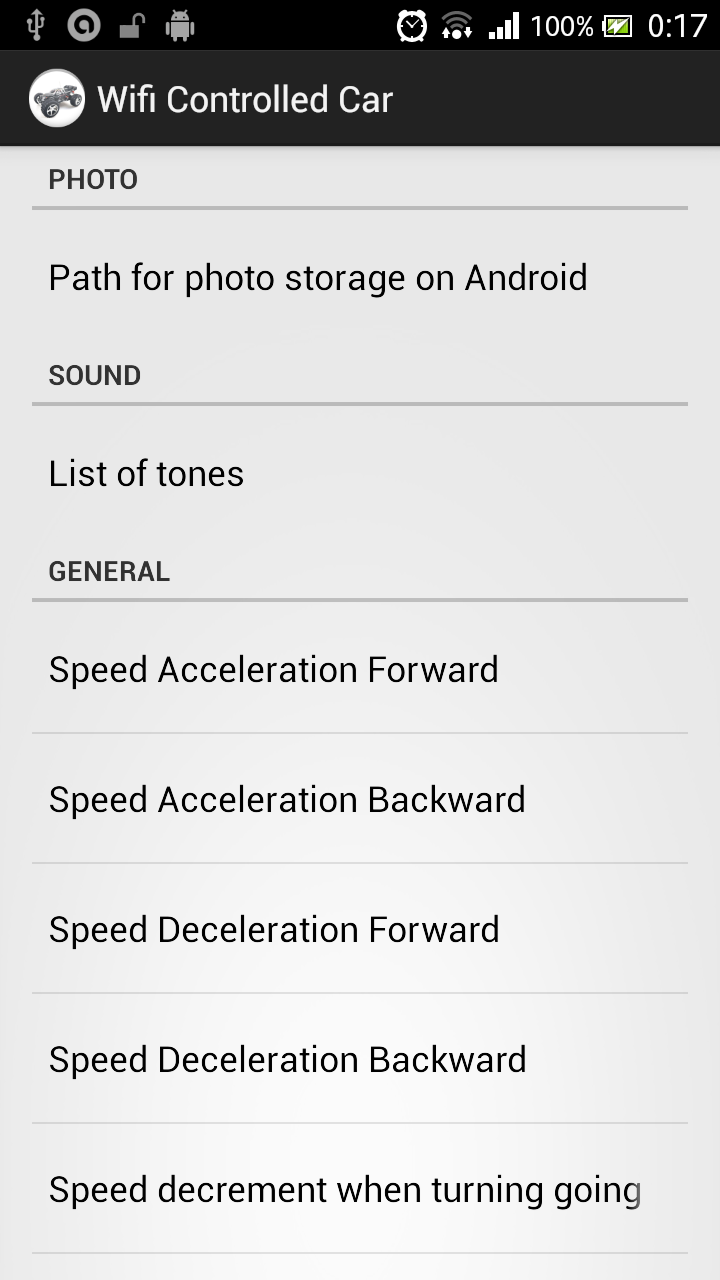 100% 0:17
Wifi Controlled Car
PHOTO
Path for photo storage on Android
SOUND
List of tones
GENERAL
Speed Acceleration Forward
Speed Acceleration Backward
Speed Deceleration Forward
Speed Deceleration Backward
Speed decrement when turning going